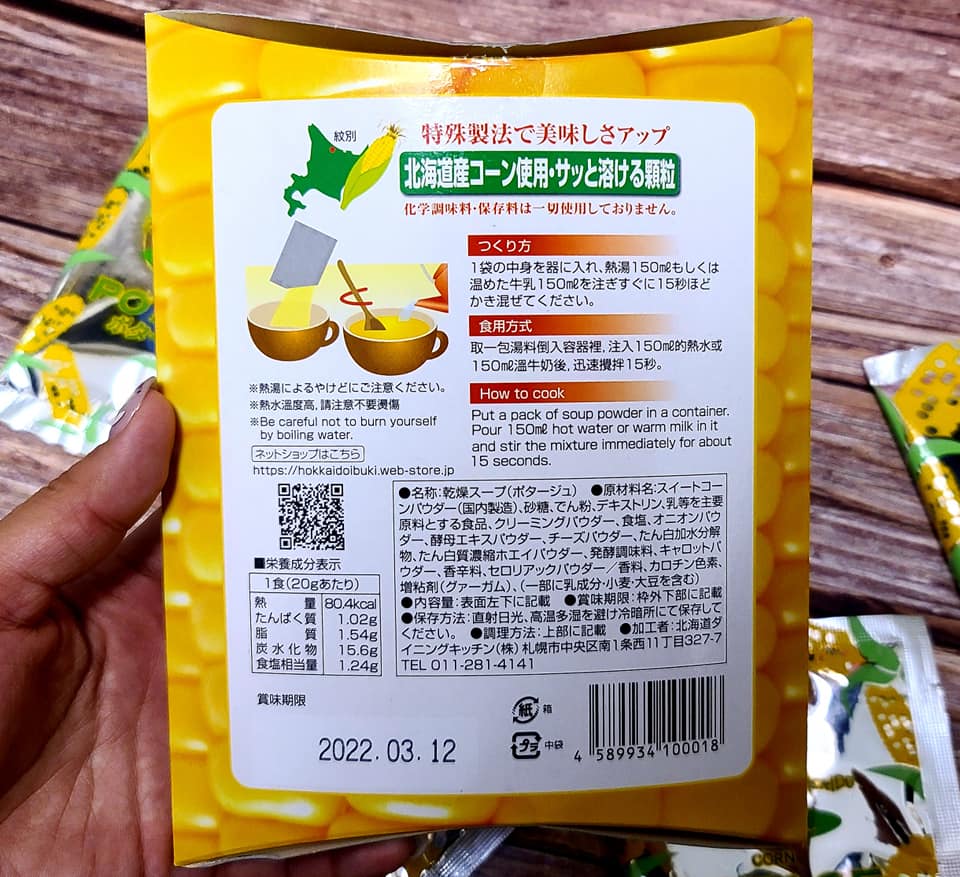 紋別
特殊製法で美味しさアップ
北海道産コーン使用・サッと溶ける顆粒
化学調味料・保存料は一切使用しておりません。
つくり方
1袋の中身を器に入れ、熱湯150㎖もしくは
温めた牛乳150㎖を注ぎすぐに15秒ほど
かき混ぜてください。
食用方式
取一包湯料倒入容器裡, 注入150㎖的熱水或
150㎖溫牛奶後, 迅速攪拌15秒。
How to cook
Put a pack of soup powder in a container.
Pour 150㎖ hot water or warm milk in it
and stir the mixture immediately for about
15 seconds.
※熱湯によるやけどにご注意ください。
※熱水溫度高, 請注意不要燙傷
※Be careful not to burn yourself
by boiling water.
ネットショップはこちら
https://hokkaidoibuki.web-store.jp
■栄養成分表示
1食(20gあたり)
熱量 80.4kcal
たんぱく質 1.02g
脂質 1.54g
炭水化物 15.6g
食塩相当量 1.24g
●名称:乾燥スープ(ポタージュ) ●原材料名:スイートコー
ンパウダー(国内製造)、砂糖、でん粉、デキストリン、乳等を主要
原料とする食品、クリーミングパウダー、食塩、オニオンパウ
ダー、酵母エキスパウダー、チーズパウダー、たん白加水分解
物、たん白質濃縮ホエイパウダー、発酵調味料、キャロットパ
ウダー、香辛料、セロリアックパウダー/香料、カロチン色素、
増粘剤(グァーガム)、(一部に乳成分・小麦・大豆を含む)
●内容量:表面左下に記載 ●賞味期限:枠外下部に記載
●保存方法:直射日光、高温多湿を避け冷暗所にて保存して
ください。 ●調理方法:上部に記載 ●加工者:北海道ダ
イニングキッチン(株) 札幌市中央区南1条西11丁目327-7
TEL 011-281-4141
賞味期限
2022.03.12
紙 箱
プラ 中袋
4 589934 100018
CORN